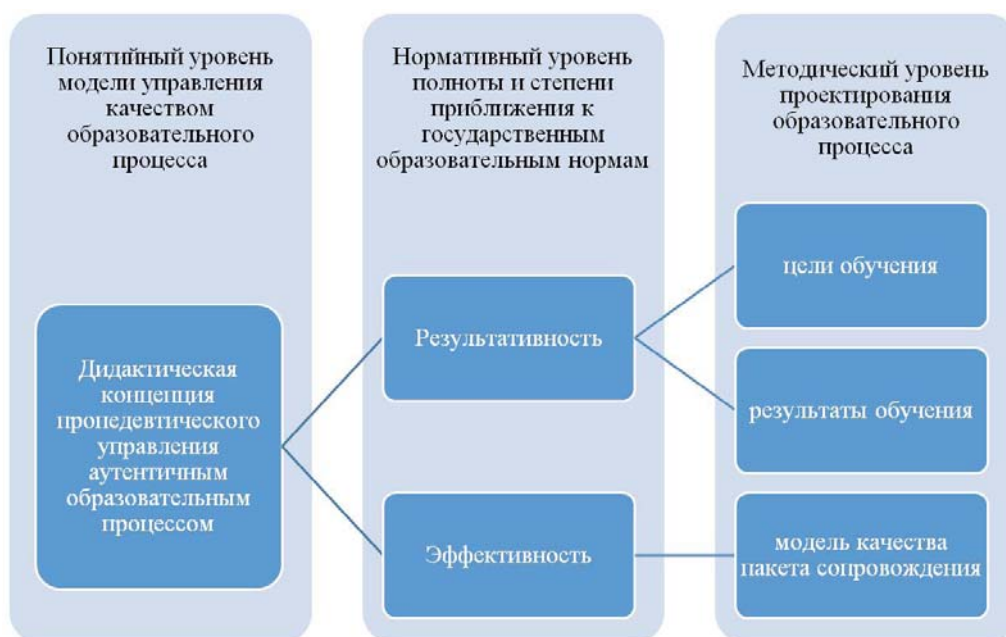 Понятийный уровень
модели управления
качеством
образовательного
процесса
Дидактическая
концепция
пропедевтического
управления
аутентичным
образовательным
процессом
Нормативный уровень
полноты и степени
приближения к
государственным
образовательным нормам
Результативность
Эффективность
Методический уровень
проектирования
образовательного
процесса
цели обучения
результаты обучения
модель качества
пакета сопровождения